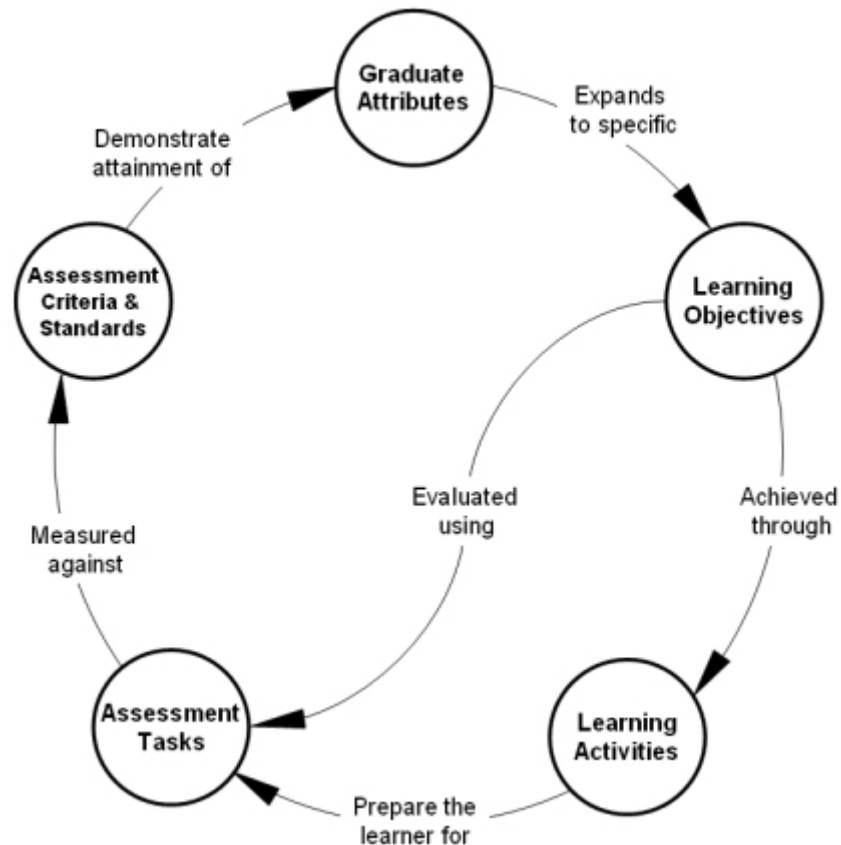 Graduate
Attributes
Expands
to specific
Demonstrate
attainment of
Assessment
Criteria &
Standards
Learning
Objectives
Evaluated
using
Achieved
through
Measured
against
Assessment
Tasks
Learning
Activities
Prepare the
learner for